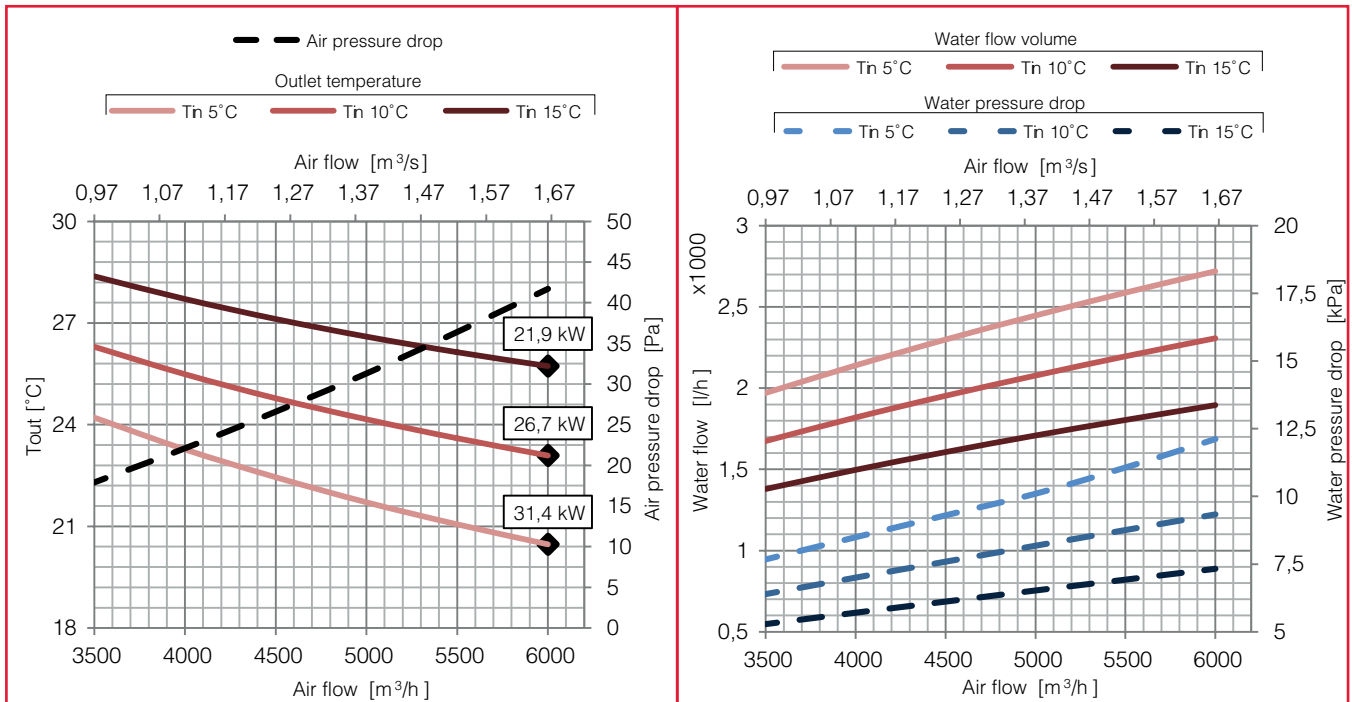 Air pressure drop
Outlet temperature
Tin 5˚C Tin 10˚C Tin 15˚C
Air flow [m³/s]
0,97 1,07 1,17 1,27 1,37 1,47 1,57 1,67
30 50
45
27 40
35
24 30
25
20
21 15
10
5
18 0
Tout [˚C]
Air pressure drop [Pa]
21,9 kW
26,7 kW
31,4 kW
3500 4000 4500 5000 5500 6000
Air flow [m³/h]
Water flow volume
Tin 5˚C Tin 10˚C Tin 15˚C
Water pressure drop
Tin 5˚C Tin 10˚C Tin 15˚C
Air flow [m³/s]
0,97 1,07 1,17 1,27 1,37 1,47 1,57 1,67
3 20
2,5 17,5
2 15
12,5
1,5 10
1 7,5
0,5 5
Water flow [l/h] x1000
Water pressure drop [kPa]
3500 4000 4500 5000 5500 6000
Air flow [m³/h]